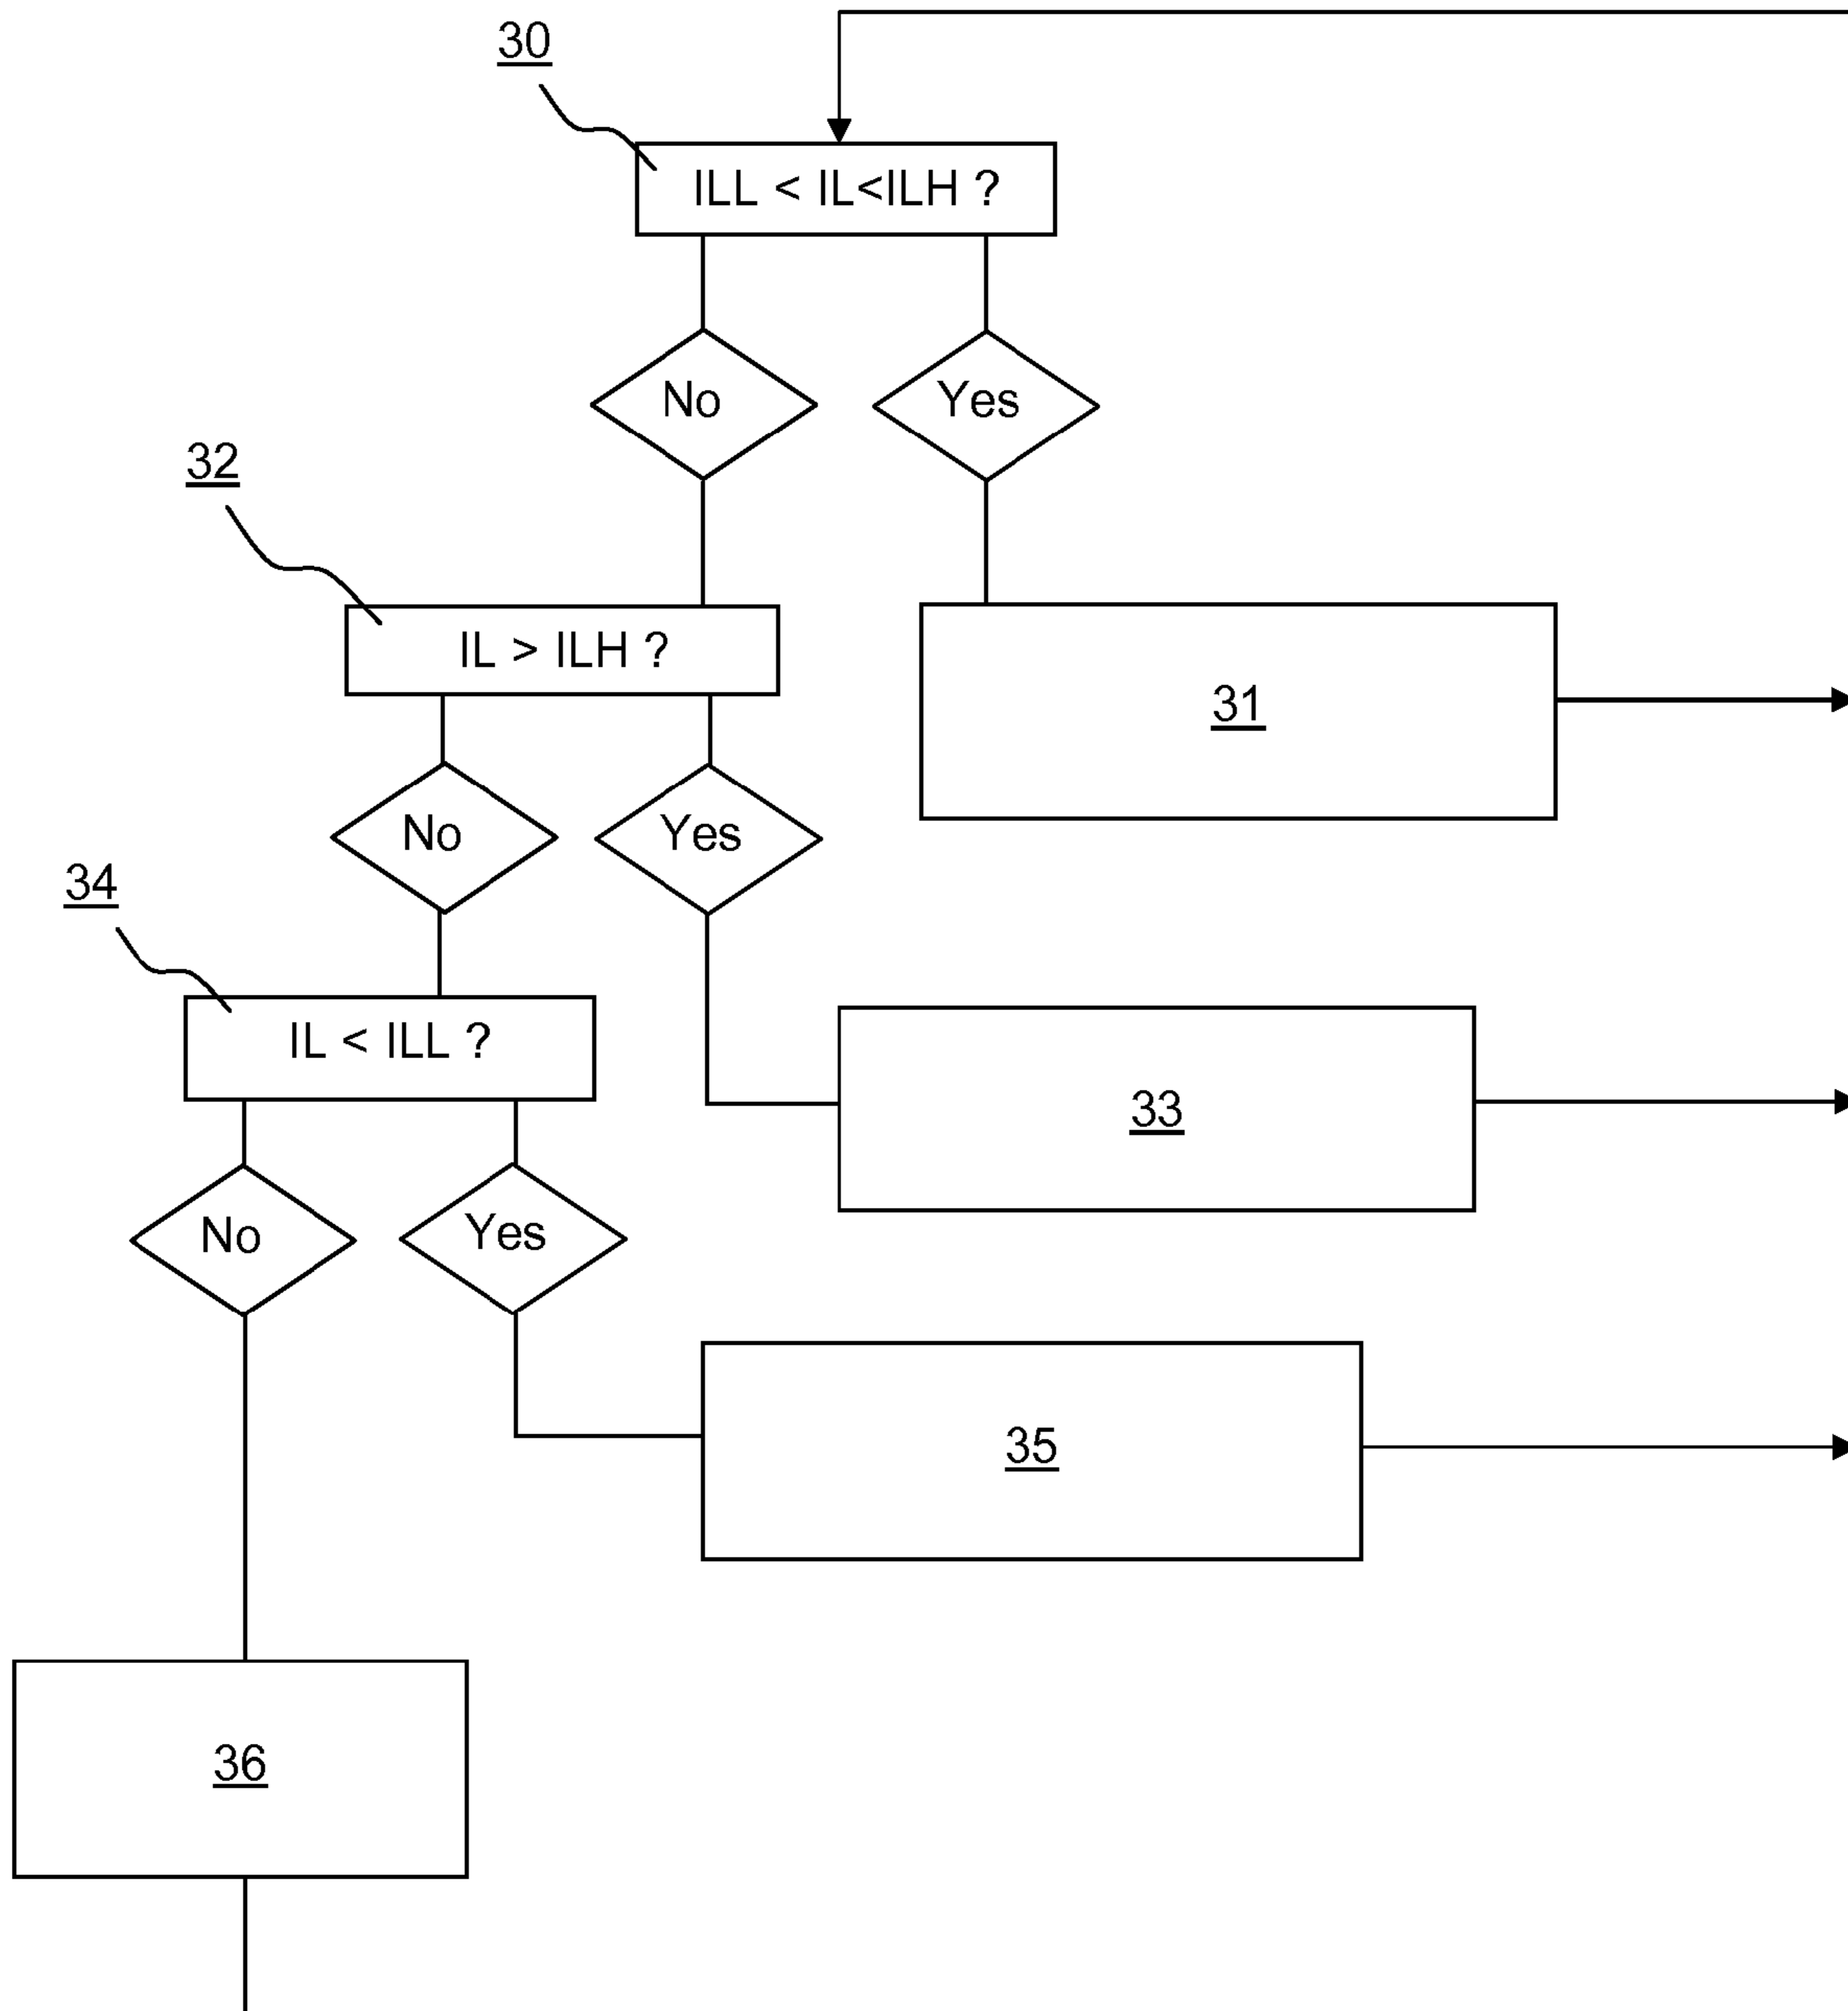 30
ILL < IL<ILH ?
No
Yes
32
IL > ILH ?
31
No
Yes
34
IL < ILL ?
33
No
Yes
35
36